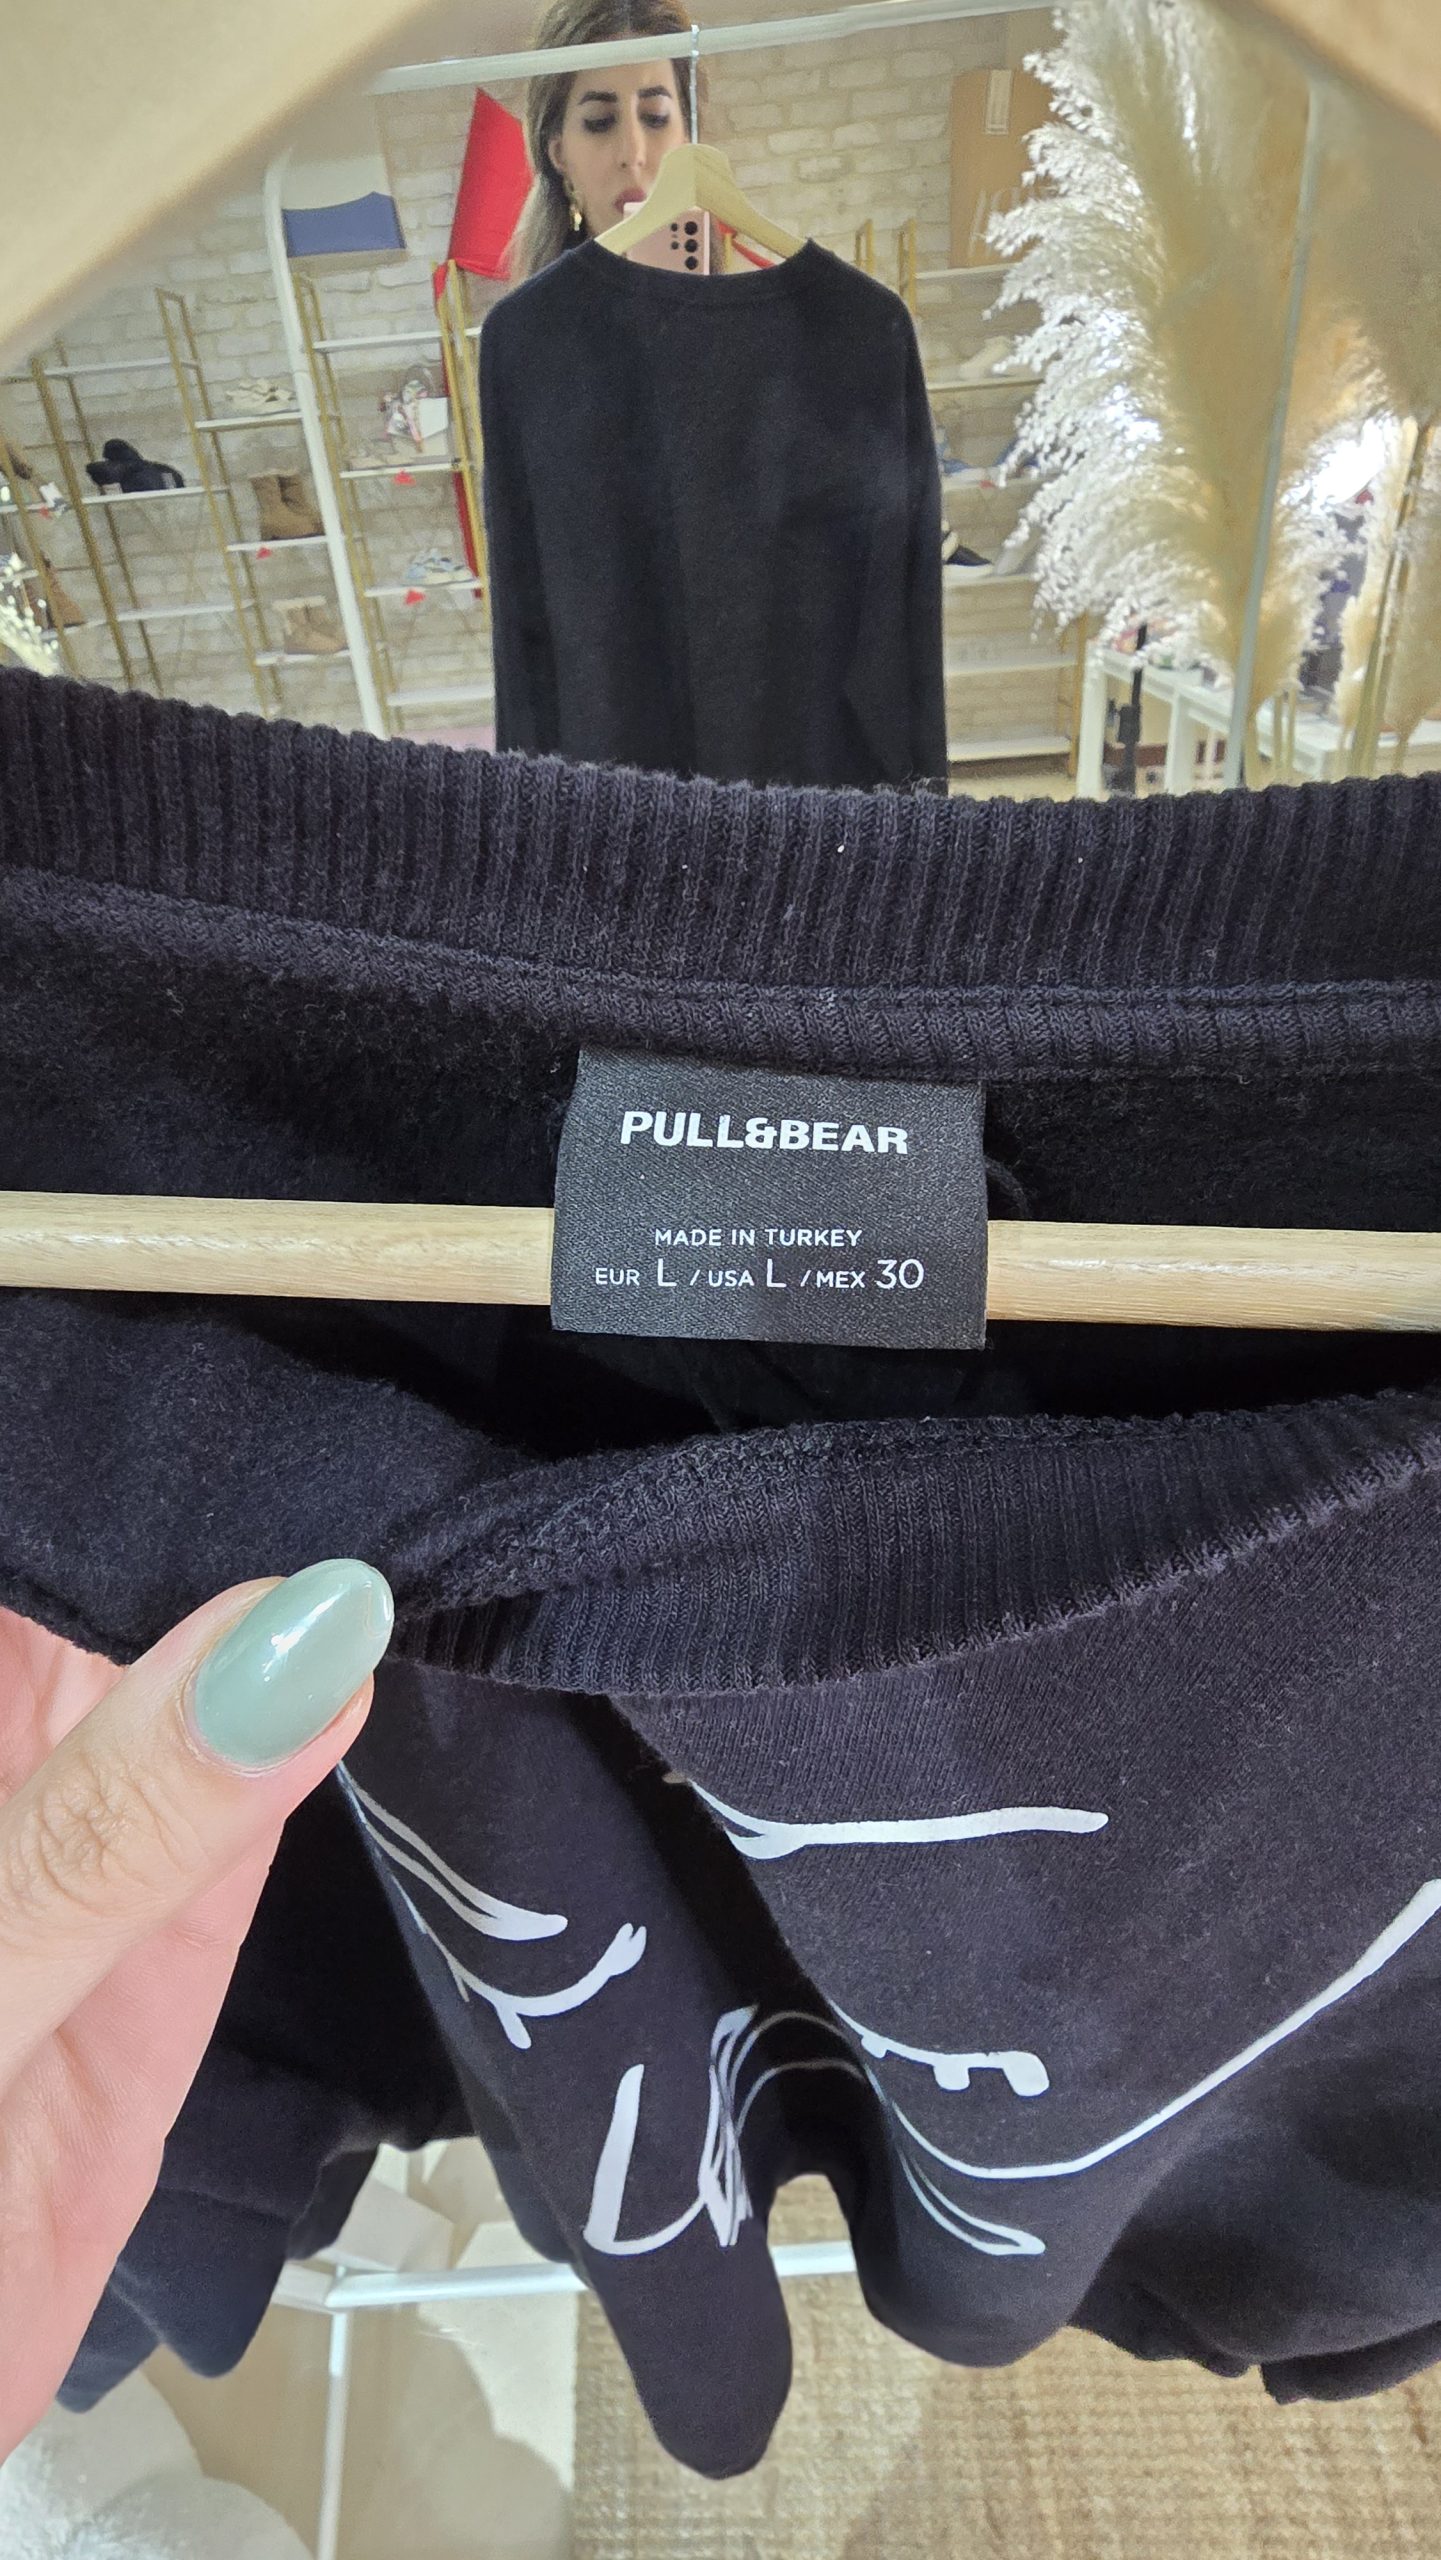 PULL&BEAR
MADE IN TURKEY
EUR L / USA L / MEX 30